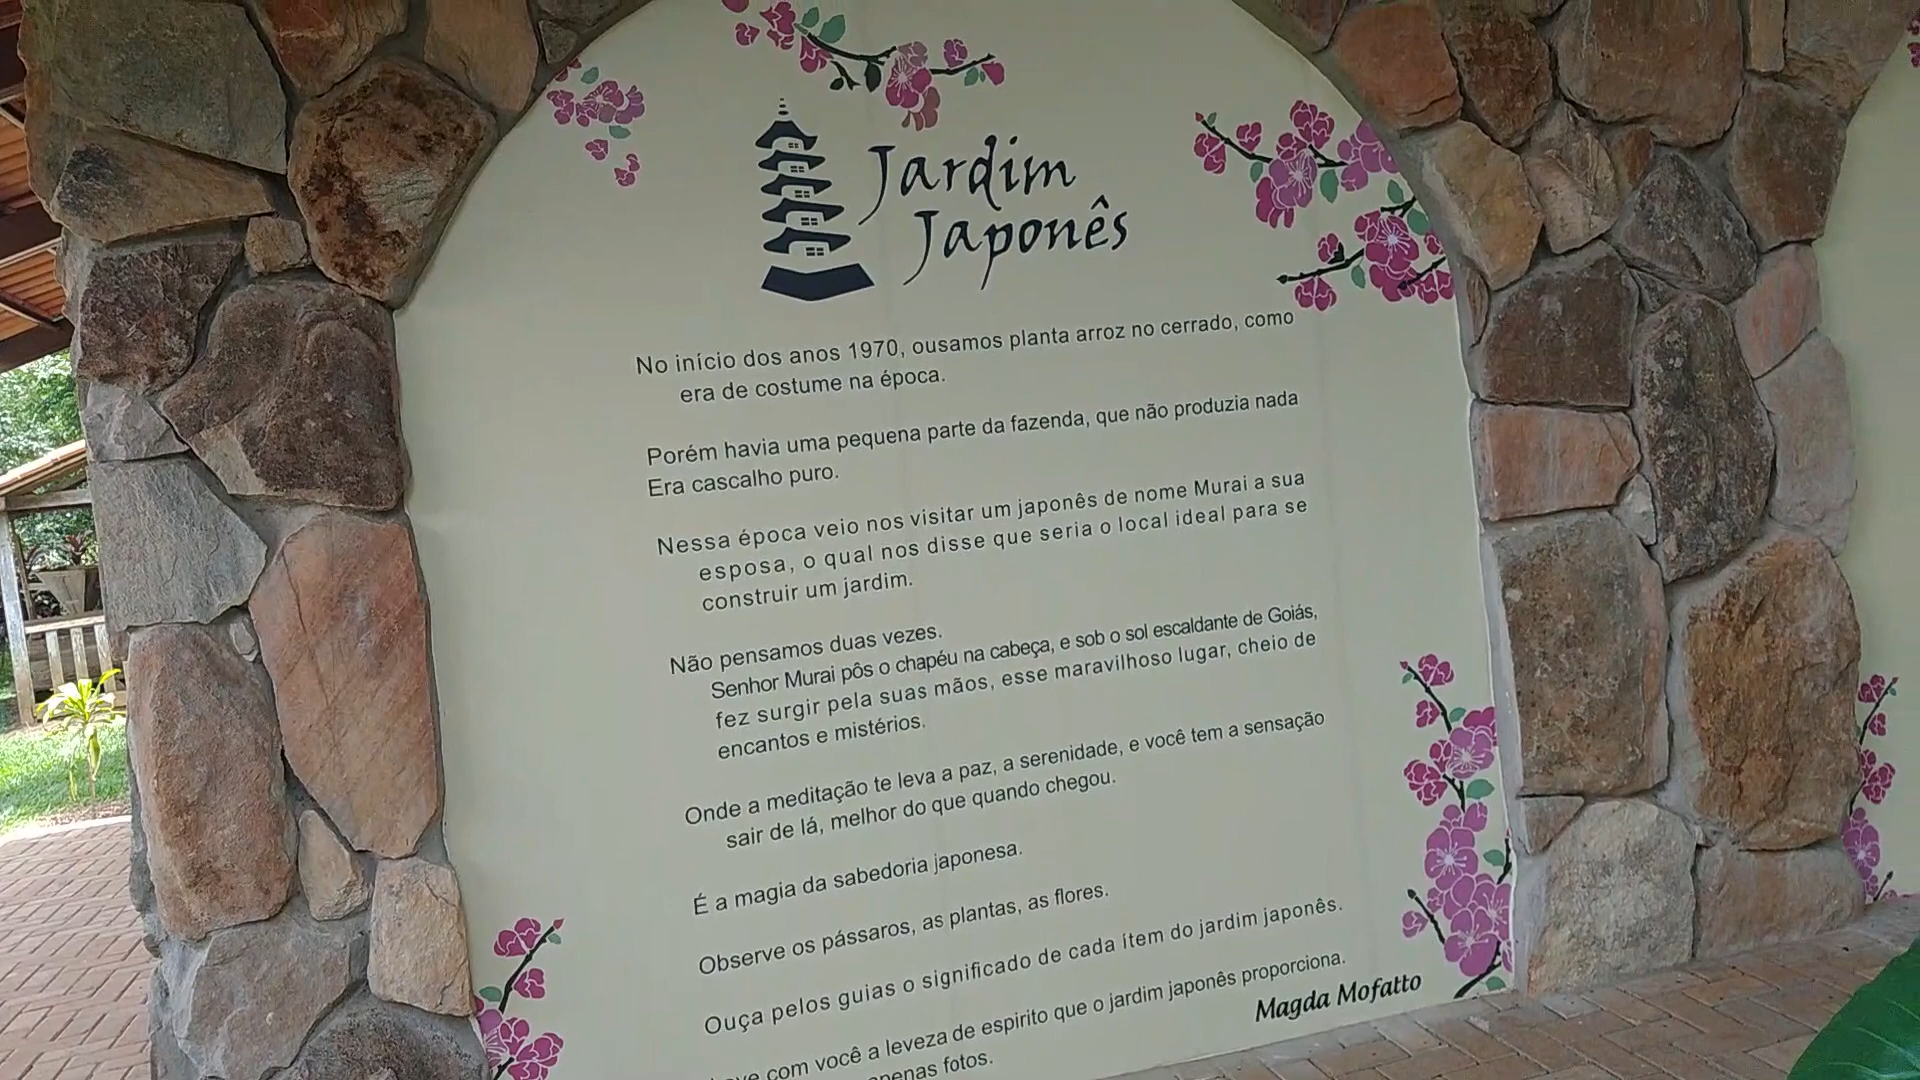 Jardim
Japonês
No início dos anos 1970, ousamos planta arroz no cerrado, como
era de costume na época.
Porém havia uma pequena parte da fazenda, que não produzia nada
Era cascalho puro.
Nessa época veio nos visitar um japonês de nome Murai a sua
esposa, o qual nos disse que seria o local ideal para se
construir um jardim.
Não pensamos duas vezes.
Senhor Murai pôs o chapéu na cabeça, e sob o sol escaldante de Goiás,
fez surgir pela suas mãos, esse maravilhoso lugar, cheio de
encantos e mistérios.
Onde a meditação te leva a paz, a serenidade, e você tem a sensação
sair de lá, melhor do que quando chegou.
É a magia da sabedoria japonesa.
Observe os pássaros, as plantas, as flores.
Ouça pelos guias o significado de cada ítem do jardim japonês.
com você a leveza de espirito que o jardim japonês proporciona.
fotos.
Magda Mofatto